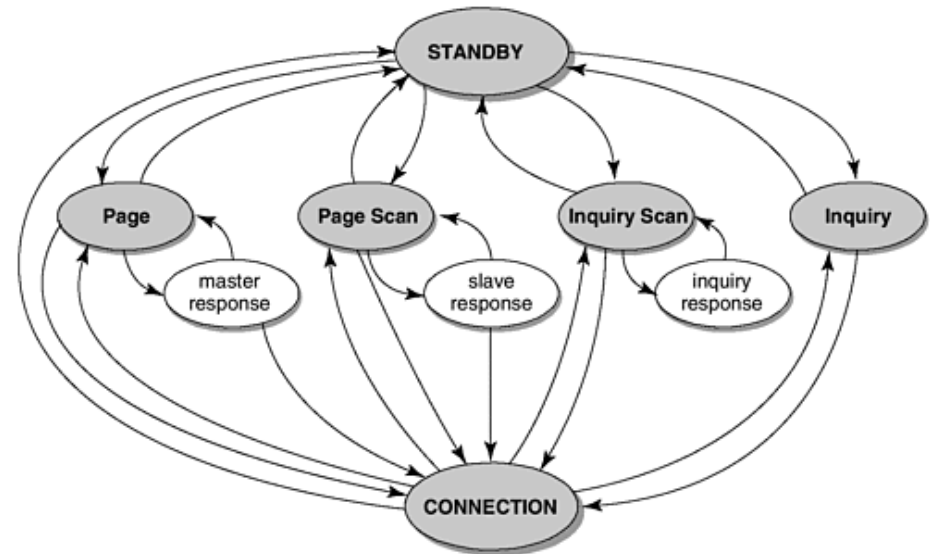 STANDBY
Page
Page Scan
Inquiry Scan
Inquiry
master
response
slave
response
inquiry
response
CONNECTION